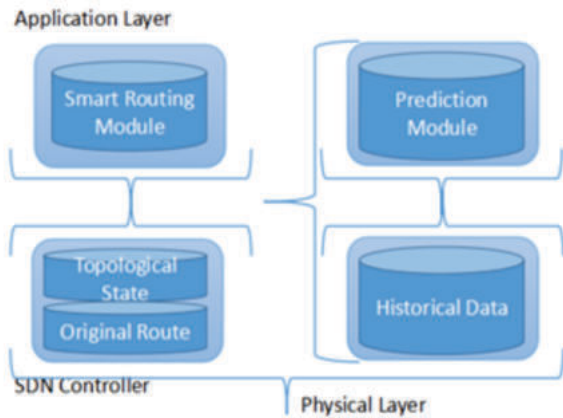 Application Layer
Smart Routing
Module
Prediction
Module
Topological
State
Original Route
Historical Data
SDN Controller
Physical Layer